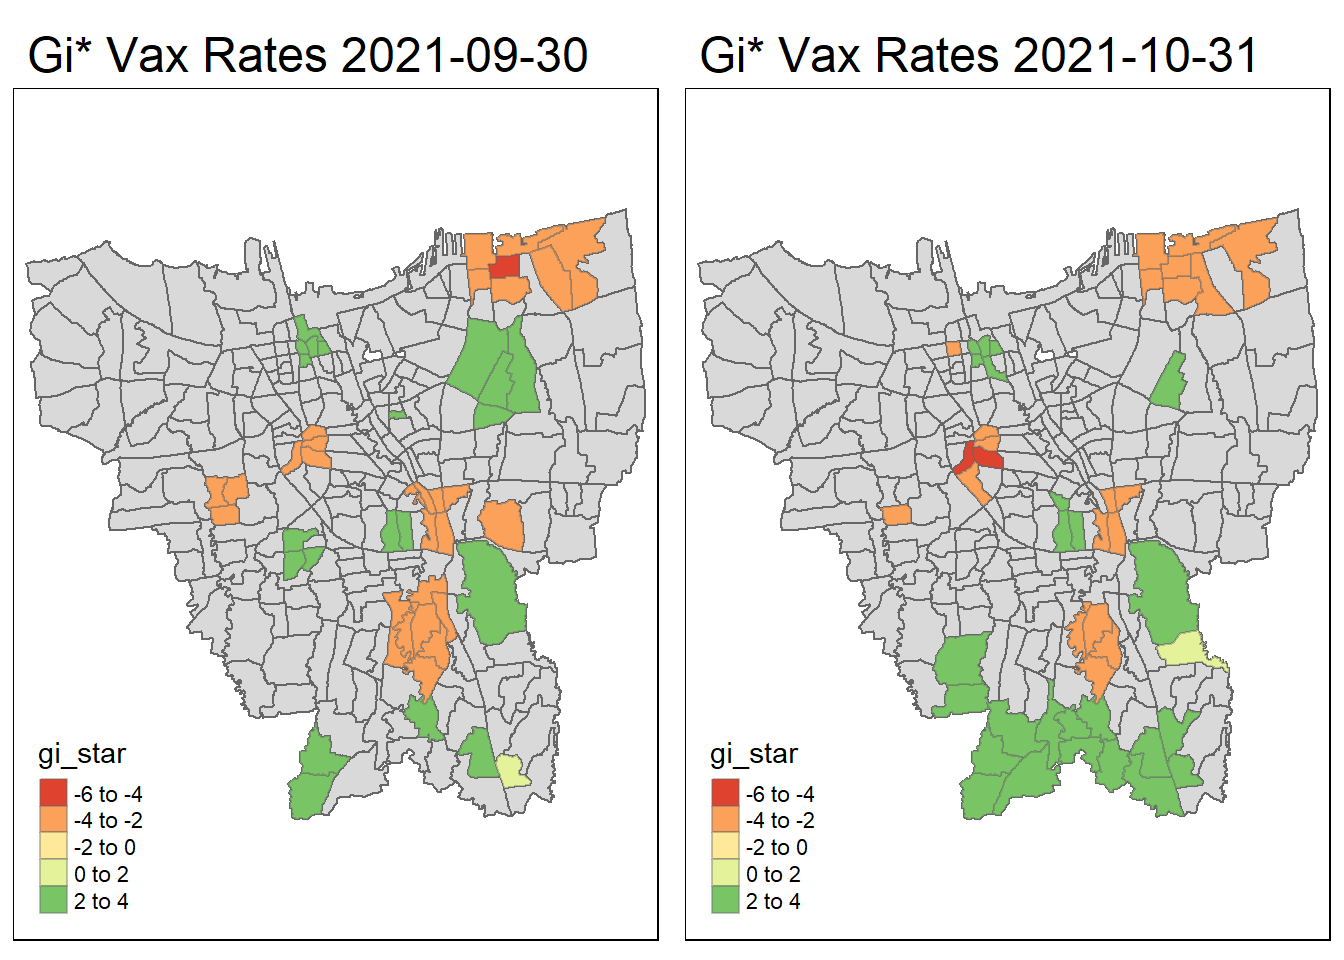 Gi* Vax Rates 2021-09-30
gi_star
-6 to -4
-4 to -2
-2 to 0
0 to 2
2 to 4
Gi* Vax Rates 2021-10-31
gi_star
-6 to -4
-4 to -2
-2 to 0
0 to 2
2 to 4